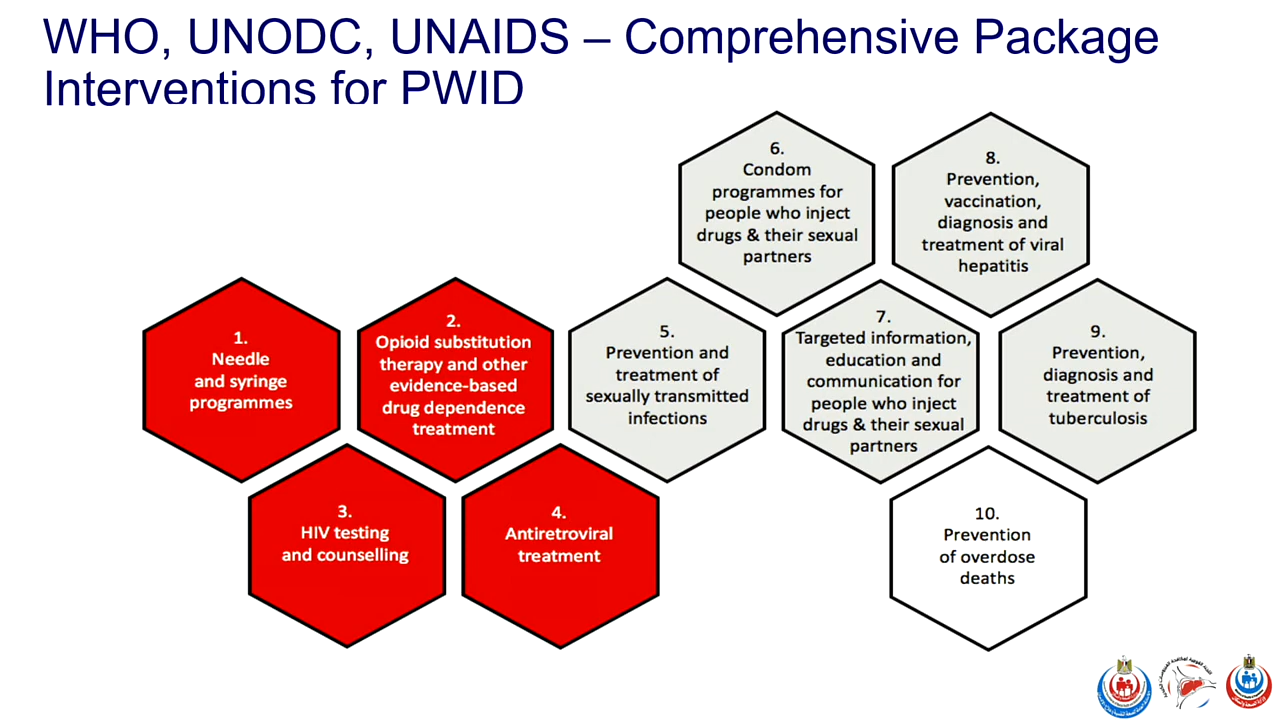 WHO, UNODC, UNAIDS – Comprehensive Package
Interventions for PWID
1.
Needle
and syringe
programmes
2.
Opioid substitution
therapy and other
evidence-based
drug dependence
treatment
3.
HIV testing
and counselling
4.
Antiretroviral
treatment
5.
Prevention and
treatment of
sexually transmitted
infections
6.
Condom
programmes for
people who inject
drugs & their sexual
partners
7.
Targeted information,
education and
communication for
people who inject
drugs & their sexual
partners
8.
Prevention,
vaccination,
diagnosis and
treatment of viral
hepatitis
9.
Prevention,
diagnosis and
treatment of
tuberculosis
10.
Prevention
of overdose
deaths